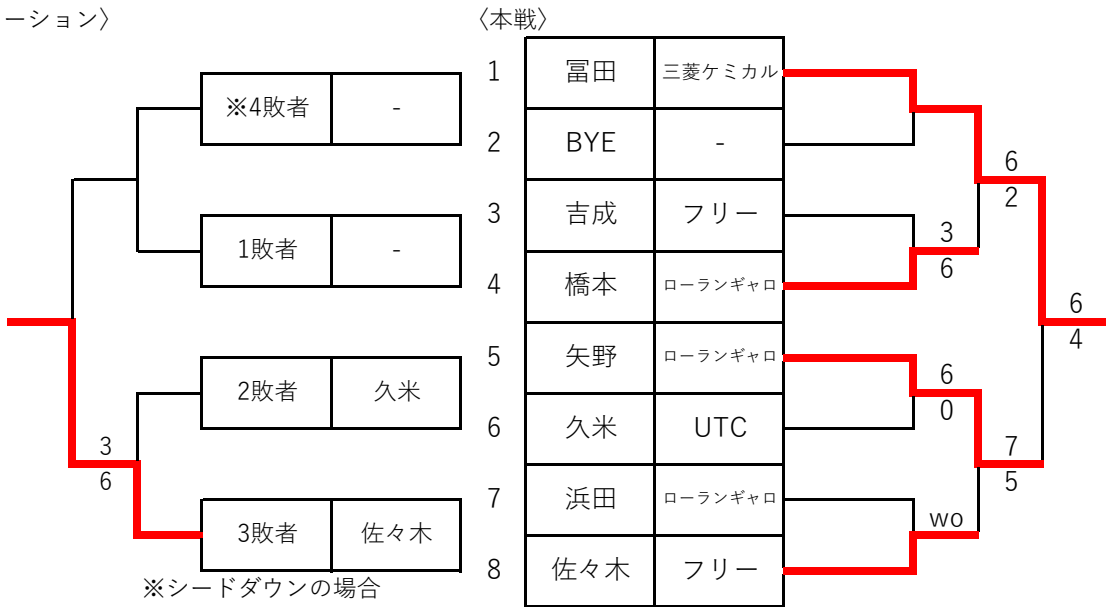 ーション〉
〈本戦〉
※4敗者 -
1敗者 -
2敗者 久米
3敗者 佐々木
3
6
※シードダウンの場合
1 冨田 三菱ケミカル
2 BYE -
3 吉成 フリー
4 橋本 ローランギャロ
5 矢野 ローランギャロ
6 久米 UTC
7 浜田 ローランギャロ
8 佐々木 フリー
3
6
6
0
wo
6
2
7
5
6
4